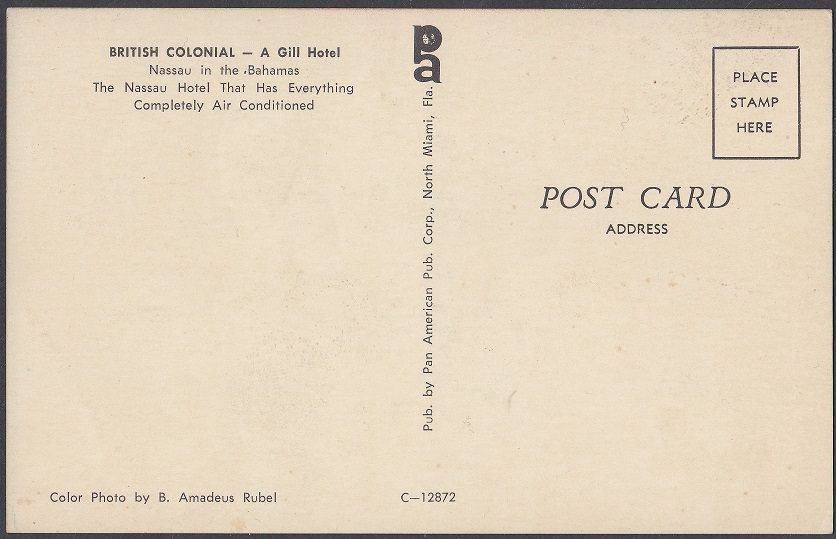 BRITISH COLONIAL — A Gill Hotel
Nassau in the Bahamas
The Nassau Hotel That Has Everything
Completely Air Conditioned
pa
Pub. by Pan American Pub. Corp., North Miami, Fla.
PLACE
STAMP
HERE
POST CARD
ADDRESS
Color Photo by B. Amadeus Rubel
C—12872